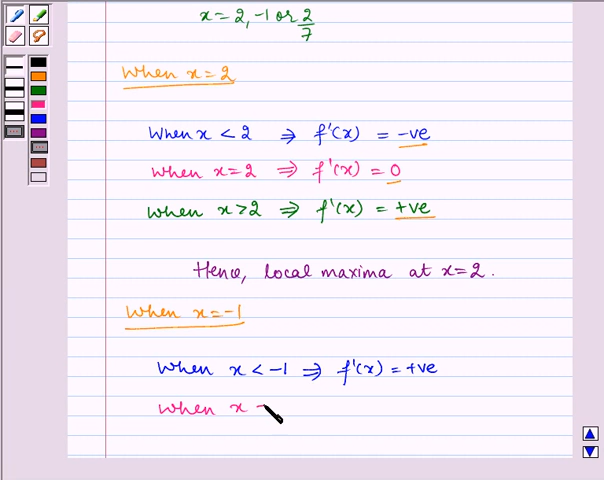 x = 2, -1 or 2/7
When x = 2
When x < 2 ⇒ f'(x) = -ve
when x = 2 ⇒ f'(x) = 0
when x > 2 ⇒ f'(x) = +ve
Hence, local maxima at x = 2.
When x = -1
When x < -1 ⇒ f'(x) = +ve
When x -